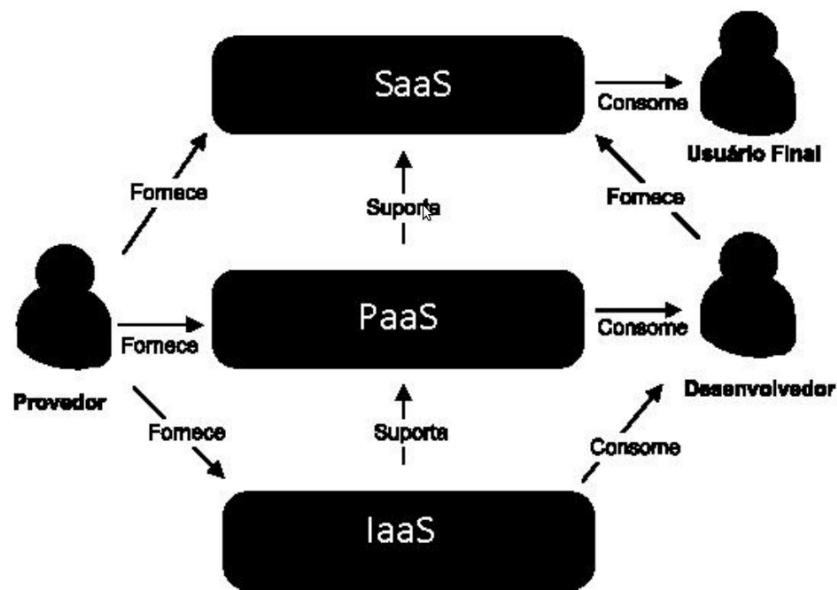 SaaS
Consome
Usuário Final
Fornece
Suporta
Fornece
PaaS
Consome
Fornece
Provedor
Desenvolvedor
Fornece
Suporta
Consome
IaaS